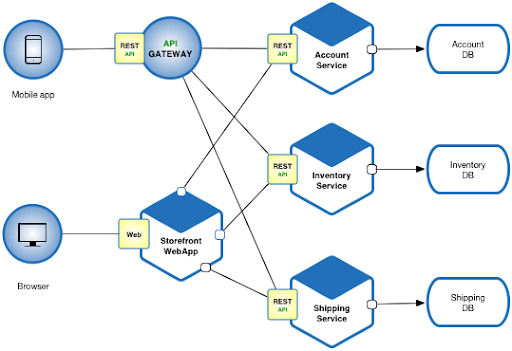 Mobile app
REST
API
API
GATEWAY
REST
API
Account
Service
Account
DB
REST
API
Inventory
Service
Inventory
DB
Browser
Web
Storefront
WebApp
REST
API
Shipping
Service
Shipping
DB